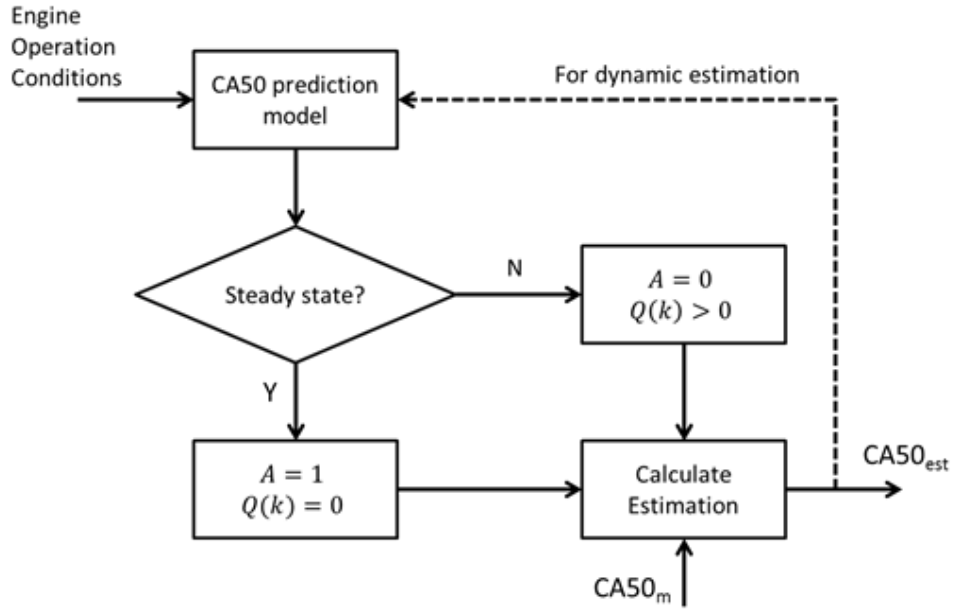 Engine
Operation
Conditions
CA50 prediction
model
For dynamic estimation
Steady state?
N
A = 0
Q(k) > 0
Y
A = 1
Q(k) = 0
Calculate
Estimation
CA50est
CA50m